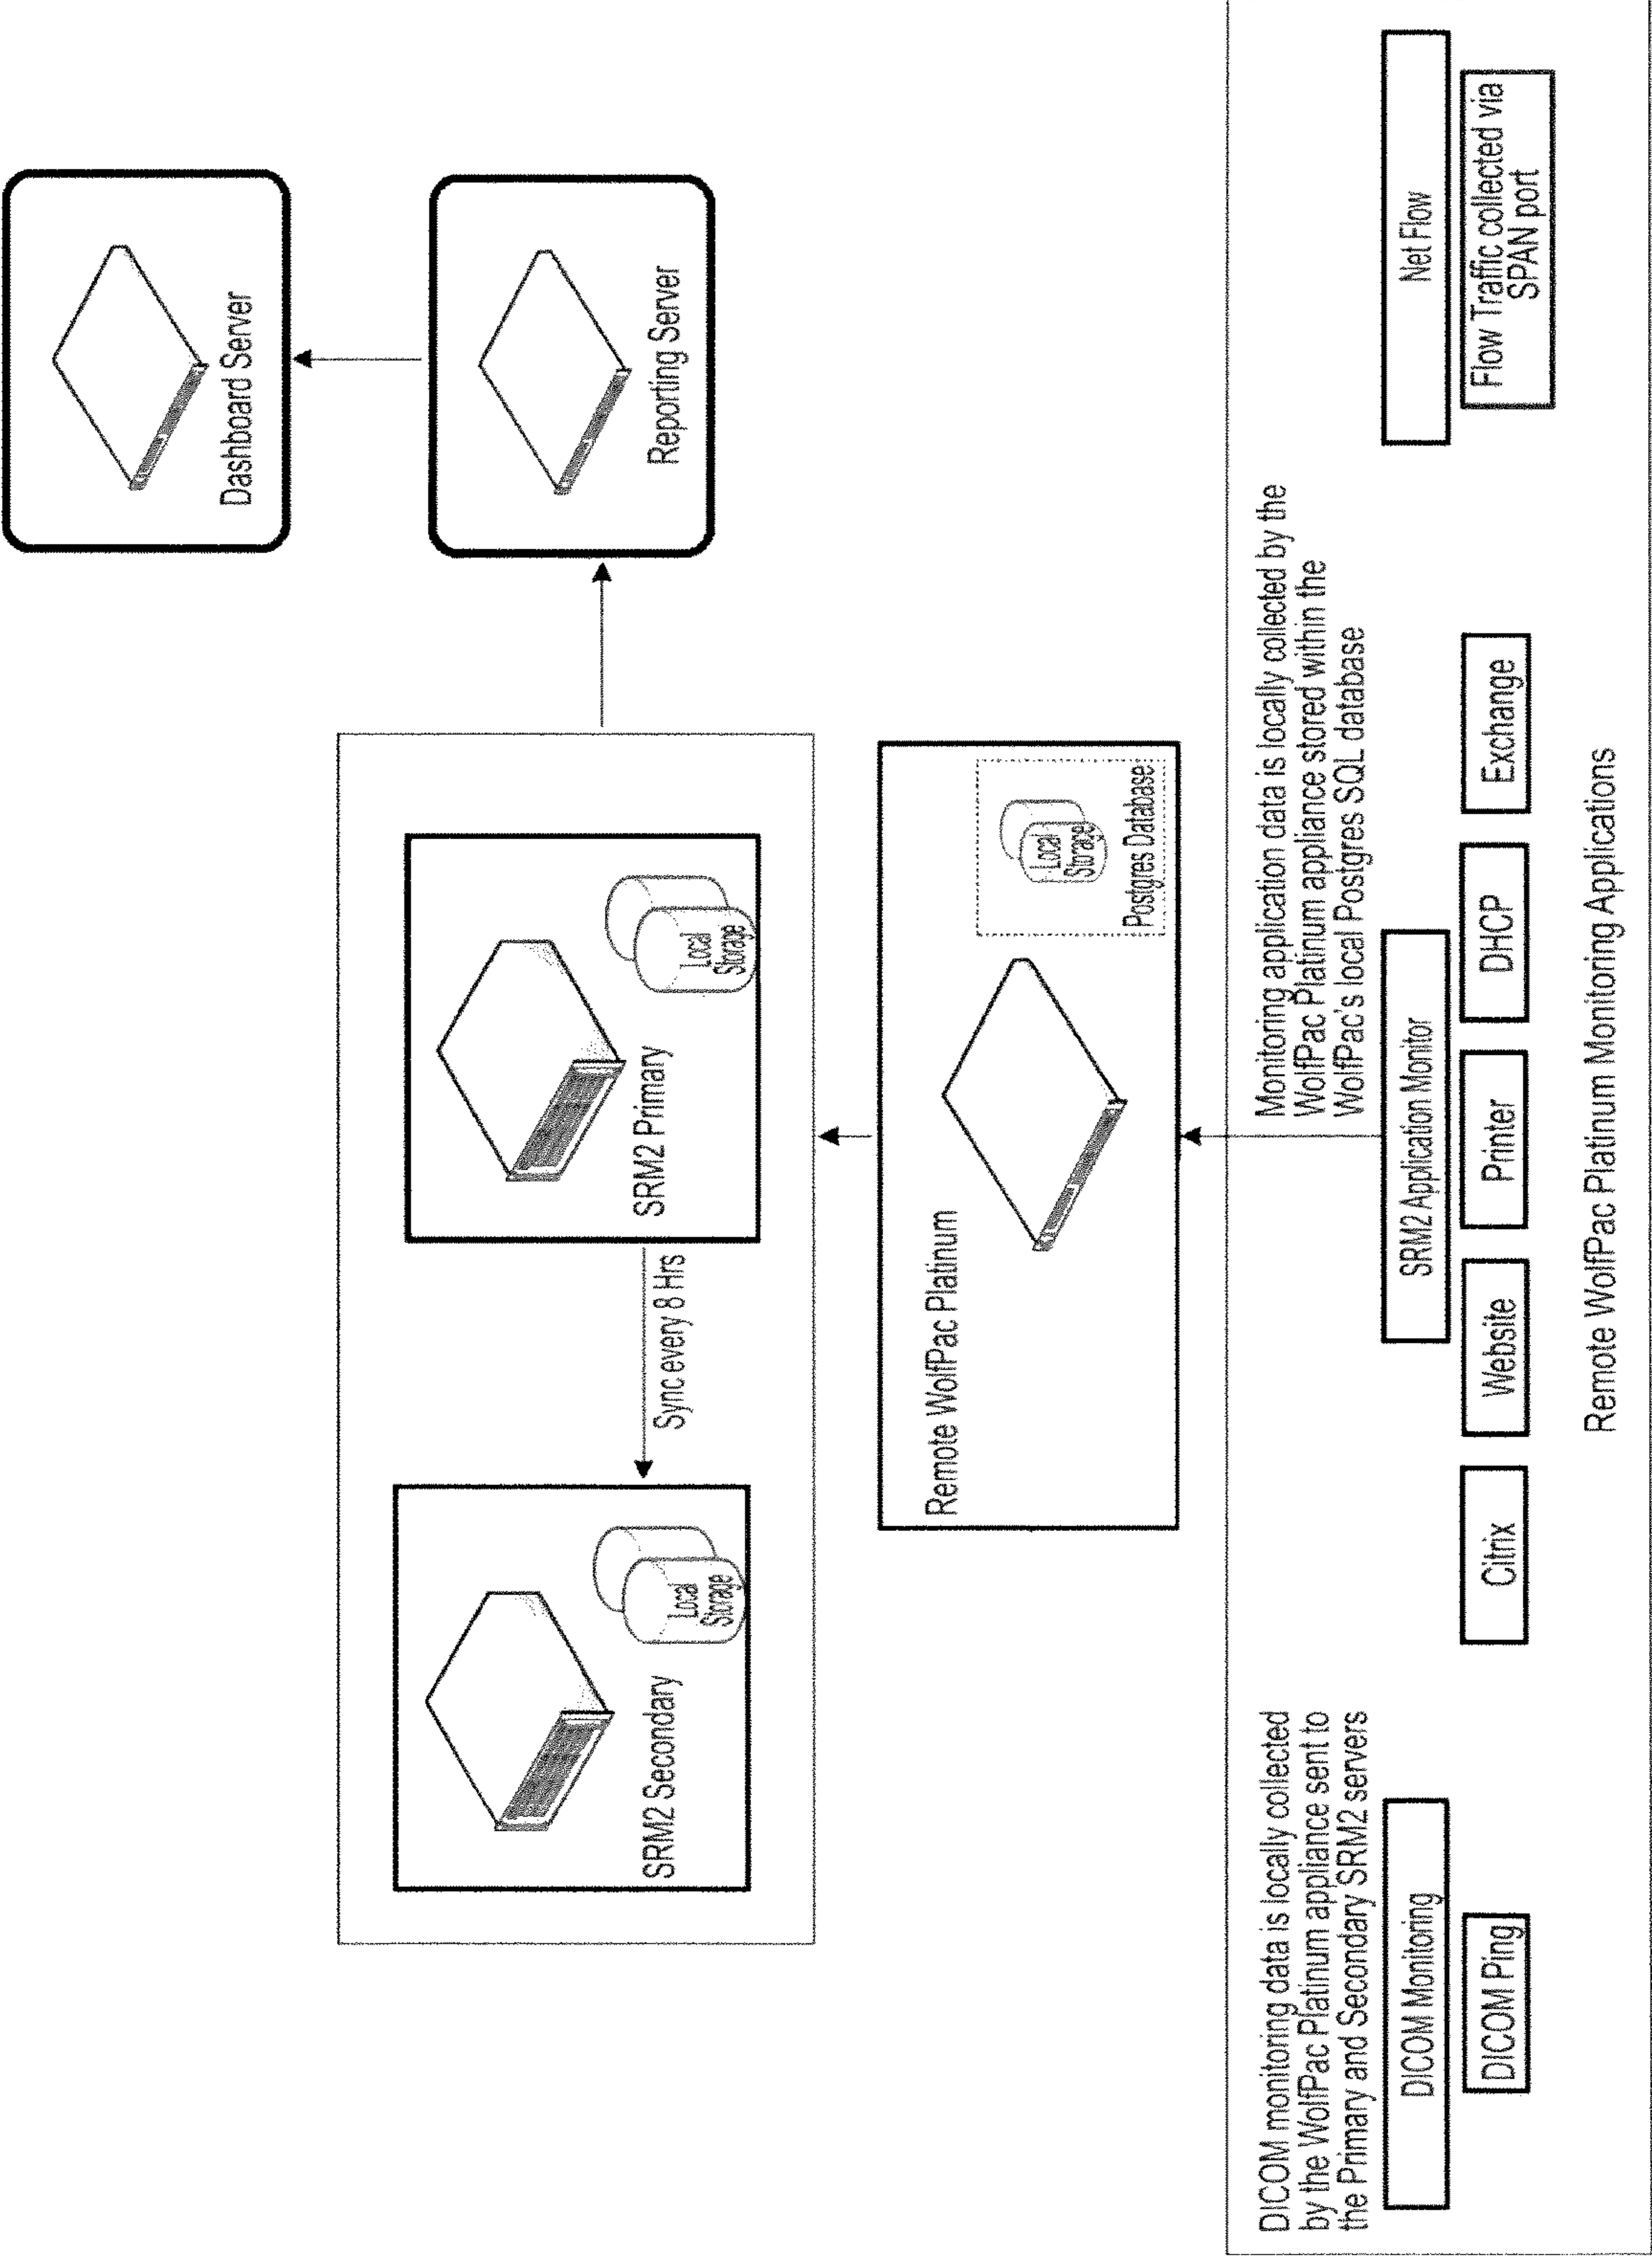 Dashboard Server
Reporting Server
SRM2 Secondary
Local
Storage
Sync every 8 Hrs
SRM2 Primary
Local
Storage
Remote WolfPac Platinum
Local
Storage
Postgres Database
DICOM monitoring data is locally collected
by the WolfPac Platinum appliance sent to
the Primary and Secondary SRM2 servers
Monitoring application data is locally collected by the
WolfPac Platinum appliance stored within the
WolfPac's local Postgres SQL database
DICOM Monitoring
DICOM Ping
SRM2 Application Monitor
Citrix
Website
Printer
DHCP
Exchange
Net Flow
Flow Traffic collected via
SPAN port
Remote WolfPac Platinum Monitoring Applications